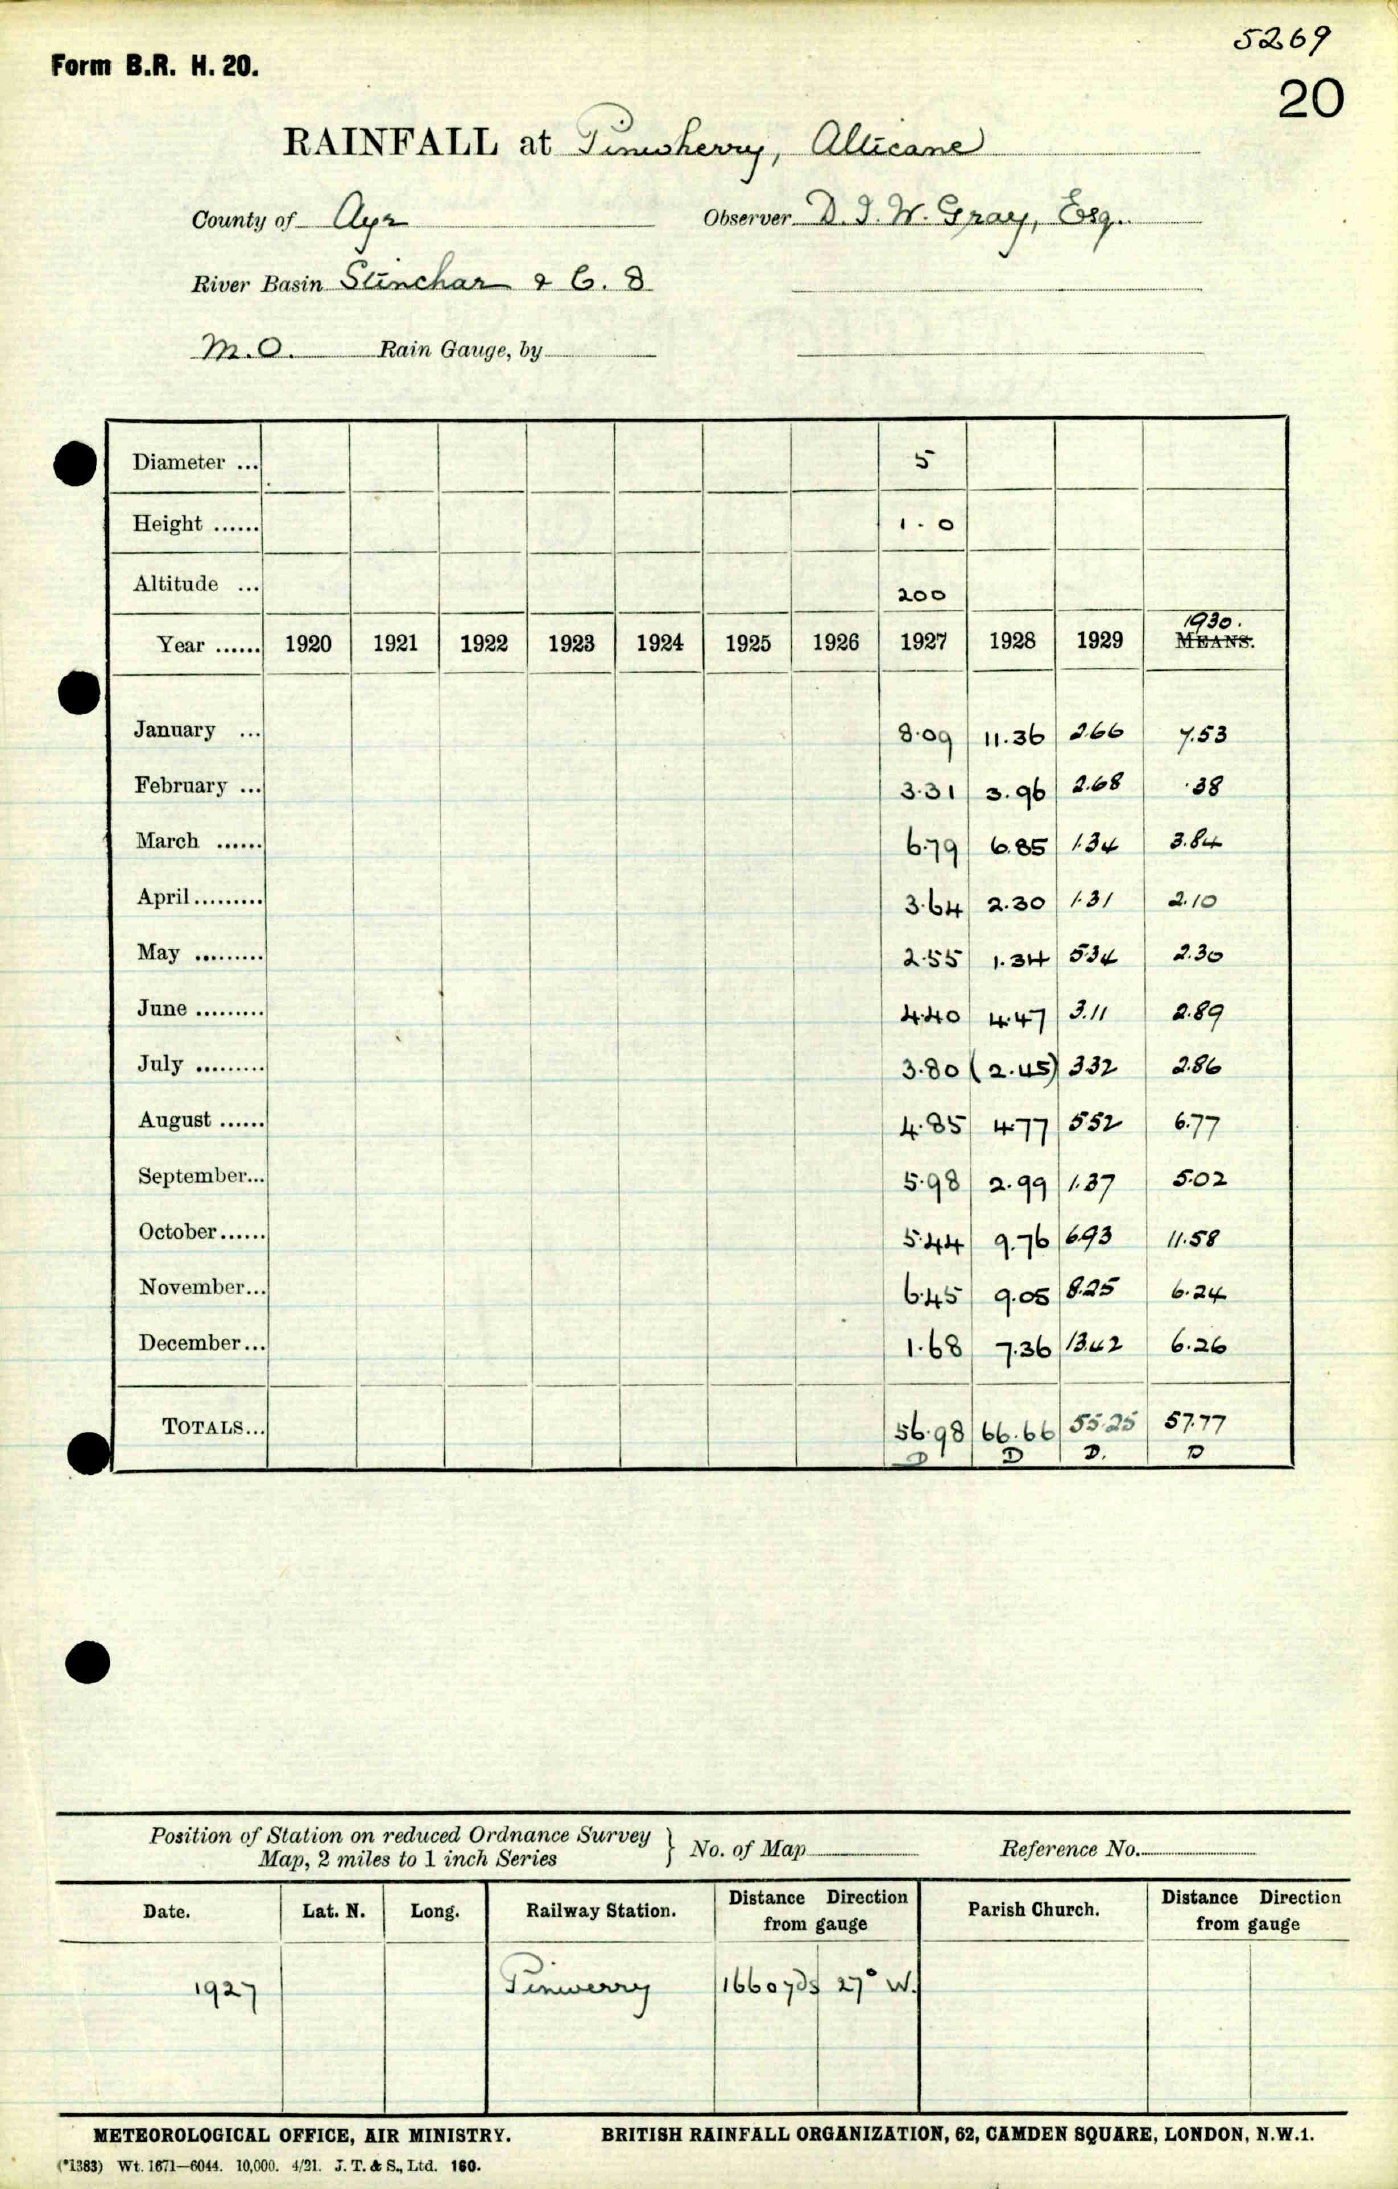 5269
Form B.R. H. 20.
20
RAINFALL at Pinwherry, Alticane
County of Ayr Observer D. I. W. Gray, Esq.
River Basin Stinchar & C. 8
M.O. Rain Gauge, by
Diameter ... 5
Height ...... 1 - 0
Altitude ... 200
1930.
Year ...... 1920 1921 1922 1923 1924 1925 1926 1927 1928 1929 MEANS.
January ... 8.09 11.36 2.66 7.53
February ... 3.31 3.96 2.68 .38
March ...... 6.79 6.85 1.34 3.84
April......... 3.64 2.30 1.31 2.10
May ......... 2.55 1.34 5.34 2.30
June ......... 4.40 4.47 3.11 2.89
July ......... 3.80 (2.45) 3.32 2.86
August ...... 4.85 4.77 5.52 6.77
September... 5.98 2.99 1.37 5.02
October...... 5.44 9.76 6.93 11.58
November... 6.45 9.05 8.25 6.24
December... 1.68 7.36 13.42 6.26
TOTALS... 56.98 66.66 55.25 57.77
D D D. D
Position of Station on reduced Ordnance Survey
Map, 2 miles to 1 inch Series } No. of Map Reference No.
Date. Lat. N. Long. Railway Station. Distance Direction from gauge Parish Church. Distance Direction from gauge
1927 Pinwerry 1660 yds 27° W.
METEOROLOGICAL OFFICE, AIR MINISTRY. BRITISH RAINFALL ORGANIZATION, 62, CAMDEN SQUARE, LONDON, N.W.1.
(*1383) Wt. 1671—6044. 10,000. 4/21. J. T. & S., Ltd. 160.